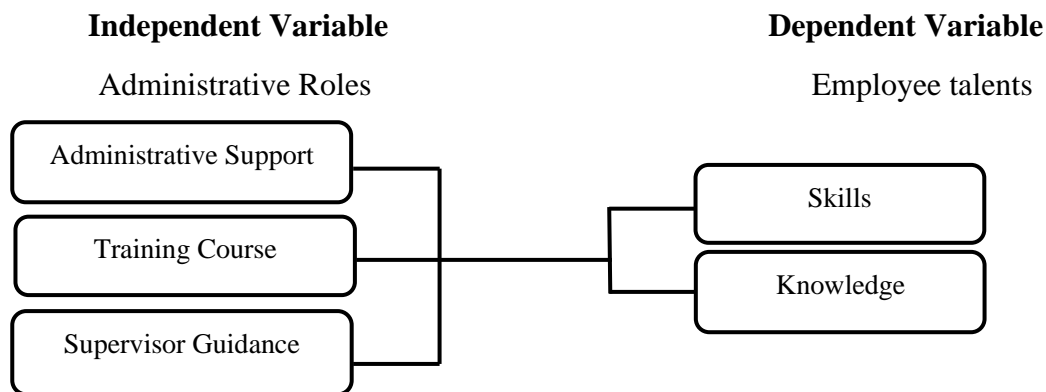 Independent Variable
Dependent Variable
Administrative Roles
Employee talents
Administrative Support
Training Course
Supervisor Guidance
Skills
Knowledge